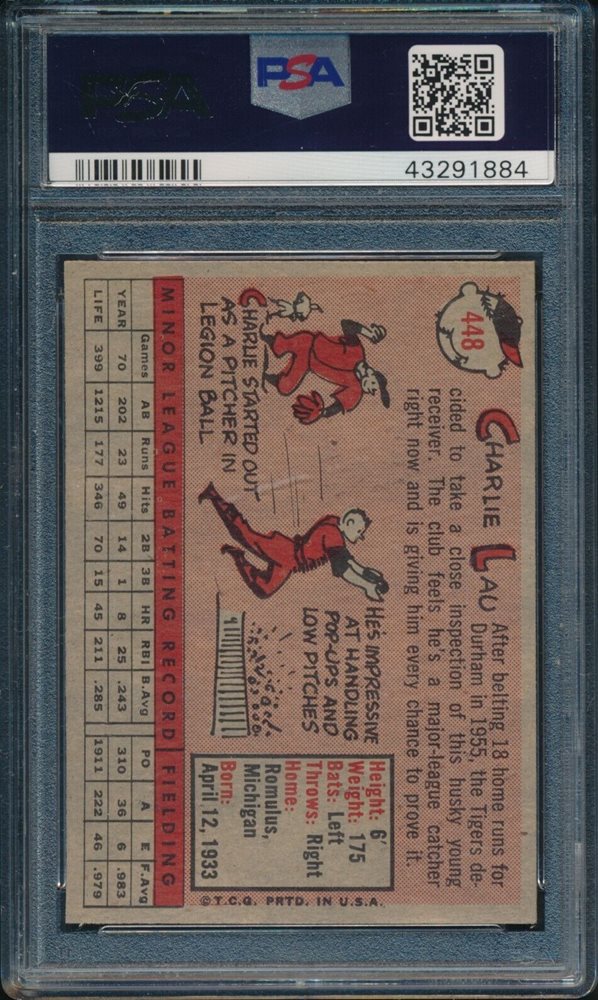 PSA
PSA
43291884
448
CHARLIE LAU
After belting 18 home runs for
Durham in 1955, the Tigers de-
cided to take a close inspection of this husky young
receiver. The club feels he's a major-league catcher
right now and is giving him every chance to prove it.
CHARLIE STARTED OUT
AS A PITCHER IN
LEGION BALL
HE'S IMPRESSIVE
AT HANDLING
POP-UPS AND
LOW PITCHES
Height: 6'
Weight: 175
Bats: Left
Throws: Right
Home:
Romulus,
Michigan
Born:
April 12, 1933
MINOR LEAGUE BATTING RECORD FIELDING
Games AB Runs Hits 2B 3B HR RBI B.Avg PO A E F.Avg
YEAR 70 202 23 49 14 1 8 25 .243 310 36 6 .983
LIFE 399 1215 177 346 70 15 45 211 .285 1911 222 46 .979
©T.C.G. PRTD. IN U.S.A.